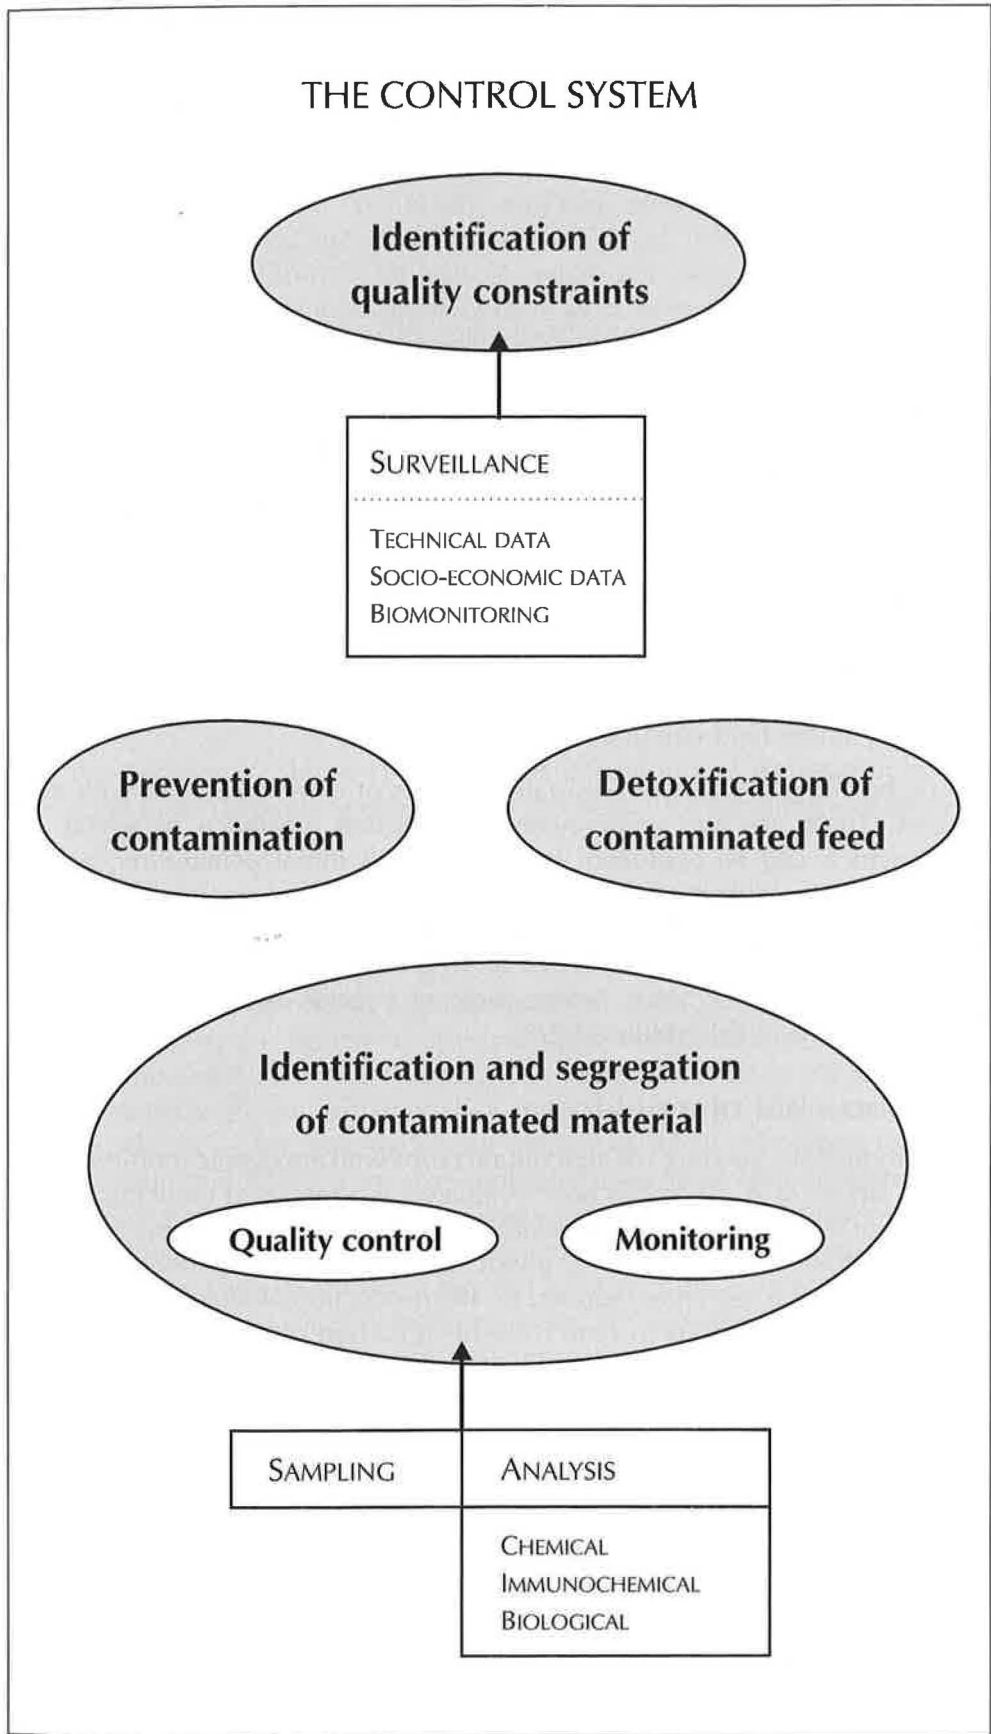 THE CONTROL SYSTEM
Identification of
quality constraints
SURVEILLANCE
TECHNICAL DATA
SOCIO-ECONOMIC DATA
BIOMONITORING
Prevention of
contamination
Detoxification of
contaminated feed
Identification and segregation
of contaminated material
Quality control
Monitoring
SAMPLING
ANALYSIS
CHEMICAL
IMMUNOCHEMICAL
BIOLOGICAL